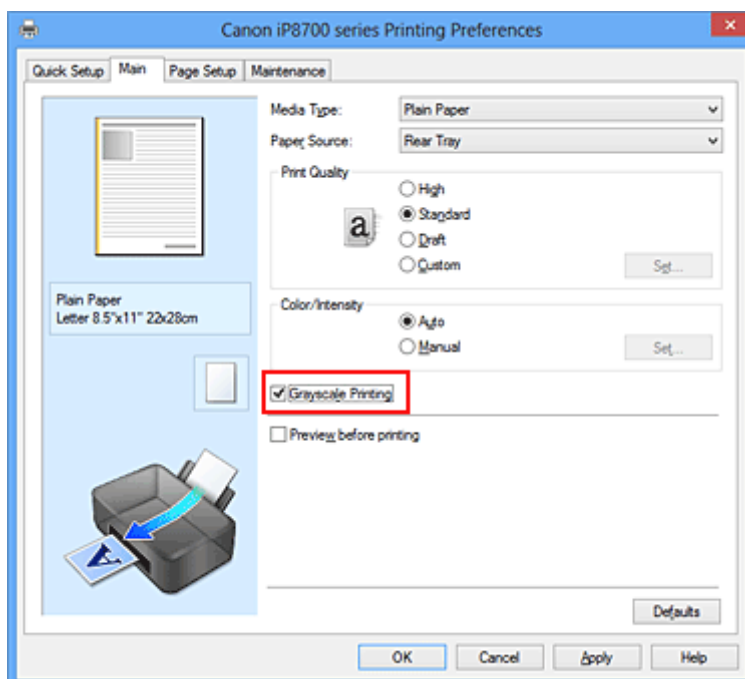 Canon iP8700 series Printing Preferences
Quick Setup Main Page Setup Maintenance
Media Type: Plain Paper
Paper Source: Rear Tray
Print Quality
High
a
Standard
Draft
Custom Set...
Plain Paper
Letter 8.5"x11" 22x28cm
Color/Intensity
Auto
Manual Set...
Grayscale Printing
Preview before printing
A
Defaults
OK Cancel Apply Help